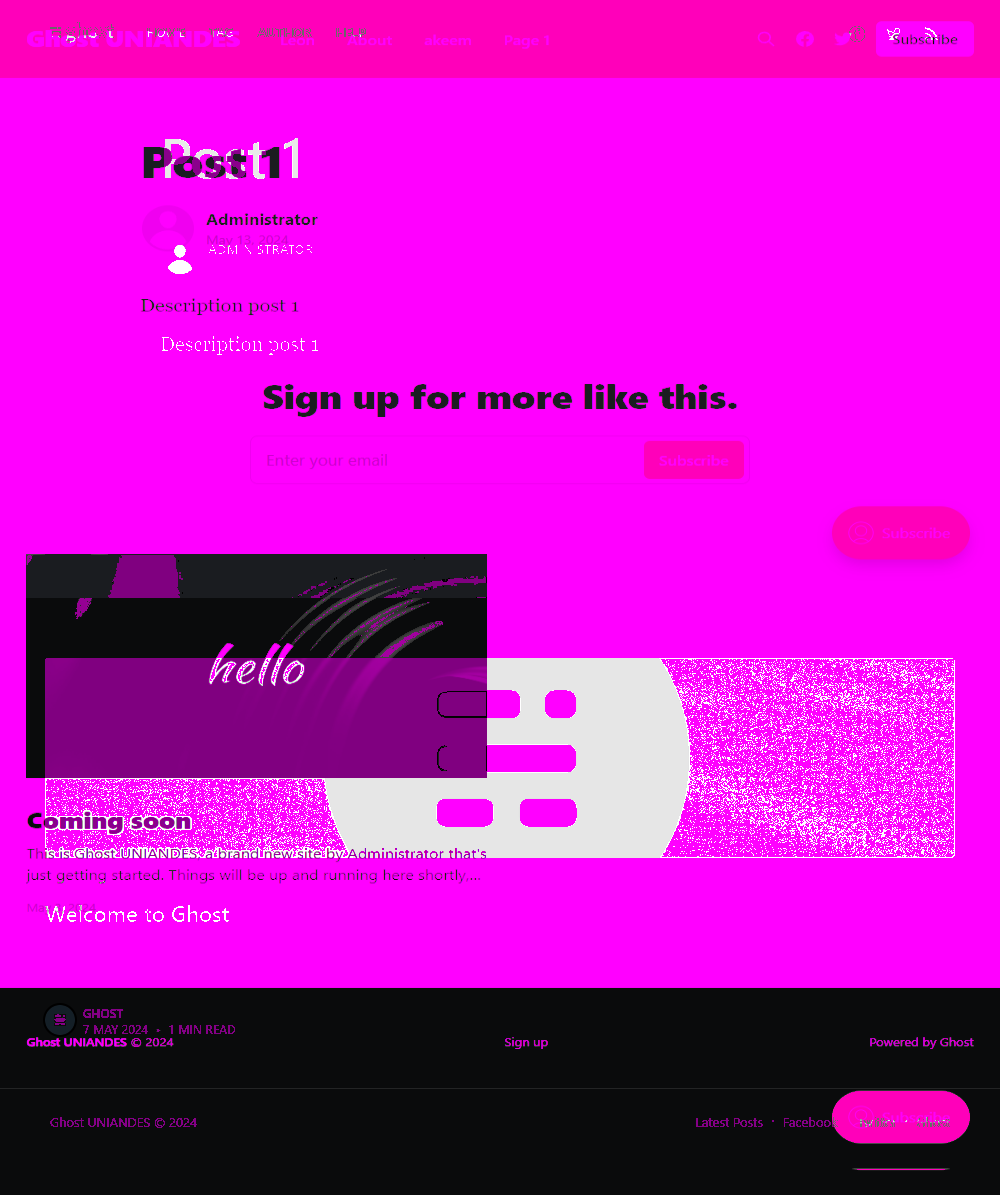 Ghost UNIANDES
HOME TAG
About
akcom Page 1
Subscribe
Post 1
Post 1
Administrator
ADMINISTRATOR
Description post 1
Description post 1
Sign up for more like this.
Enter your email
Subscribe
Subscribe
hello
Coming soon
This is Ghost UNIANDES, a brand new site by Administrator that's
just getting started. Things will be up and running here shortly,...
Welcome to Ghost
GHOST
7 MAY 2024 • 1 MIN READ
Ghost UNIANDES © 2024
Sign up
Powered by Ghost
Ghost UNIANDES © 2024
Latest Posts · Facebook